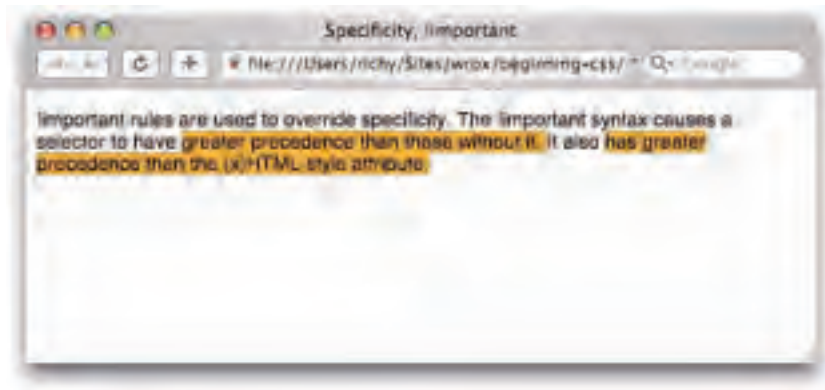 Specificity, !important
file:///Users/richy/Sites/wrox/beginning-css/
!important rules are used to override specificity. The !important syntax causes a
selector to have greater precedence than those without it. It also has greater
precedence than the (x)HTML style attribute.